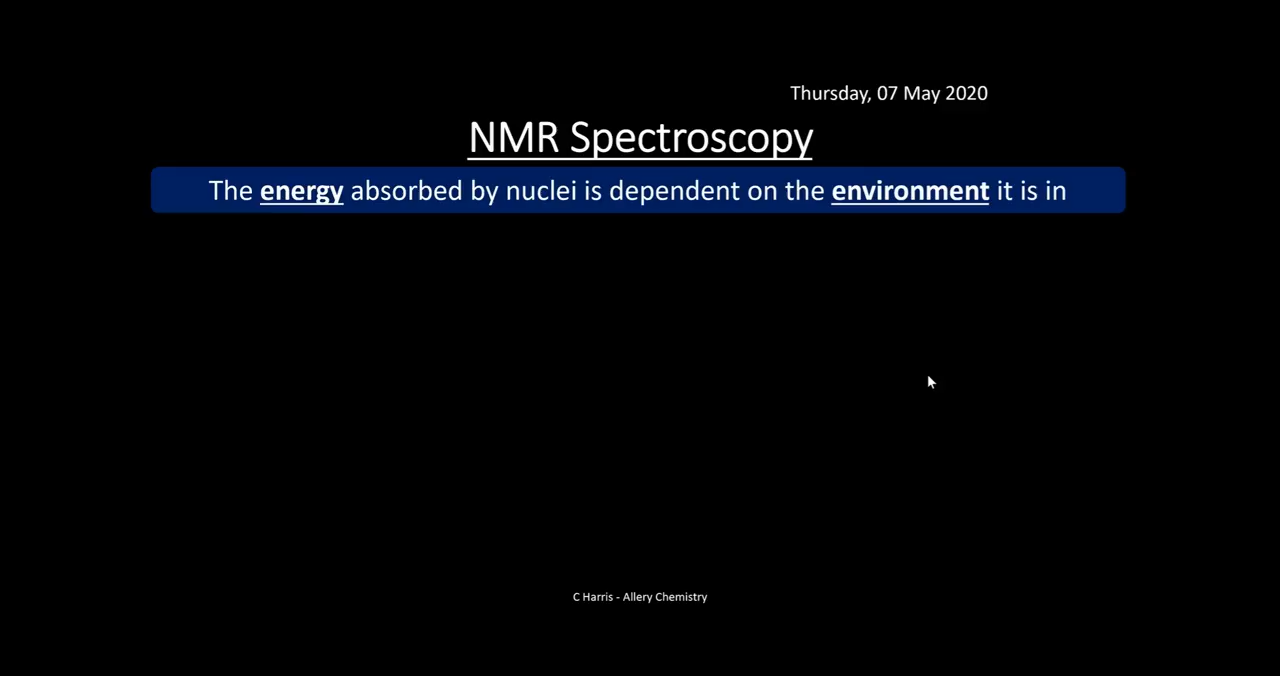 Thursday, 07 May 2020
NMR Spectroscopy
The energy absorbed by nuclei is dependent on the environment it is in
C Harris - Allery Chemistry